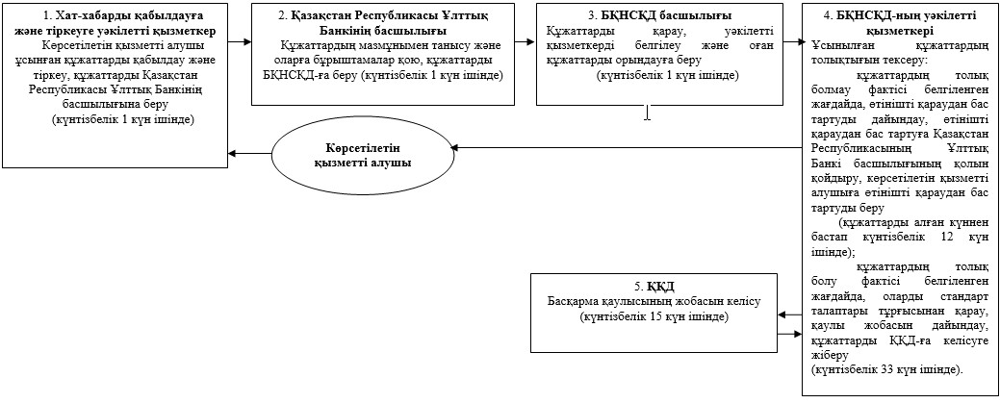 1. Хат-хабарды қабылдауға
және тіркеуге уәкілетті қызметкер
Көрсетілетін қызметті алушы
ұсынған құжаттарды қабылдау және
тіркеу, құжаттарды Қазақстан
Республикасы Ұлттық Банкінің
басшылығына беру
(күнтізбелік 1 күн ішінде)
2. Қазақстан Республикасы Ұлттық
Банкінің басшылығы
Құжаттардың мазмұнымен танысу және
оларға бұрыштамалар қою, құжаттарды
БҚНСҚД-ға беру (күнтізбелік 1 күн ішінде)
3. БҚНСҚД басшылығы
Құжаттарды қарау, уәкілетті
қызметкерді белгілеу және оған
құжаттарды орындауға беру
(күнтізбелік 1 күн ішінде)
4. БҚНСҚД-ның уәкілетті
қызметкері
Ұсынылған құжаттардың
толықтығын тексеру:
құжаттардың толық
болмау фактісі белгіленген
жағдайда, өтінішті қараудан бас
тартуды дайындау, өтінішті
қараудан бас тартуға Қазақстан
Республикасының Ұлттық
Банкі басшылығының қолын
қойдыру, көрсетілетін қызметті
алушыға өтінішті қараудан бас
тартуды беру
(құжаттарды алған күннен
бастап күнтізбелік 12 күн
ішінде);
құжаттардың толық
болу фактісі белгіленген
жағдайда, оларды стандарт
талаптары тұрғысынан қарау,
қаулы жобасын дайындау,
құжаттарды ҚҚД-ға келісуге
жіберу
(күнтізбелік 33 күн ішінде).
Көрсетілетін
қызметті алушы
5. ҚҚД
Басқарма қаулысының жобасын келісу
(күнтізбелік 15 күн ішінде)